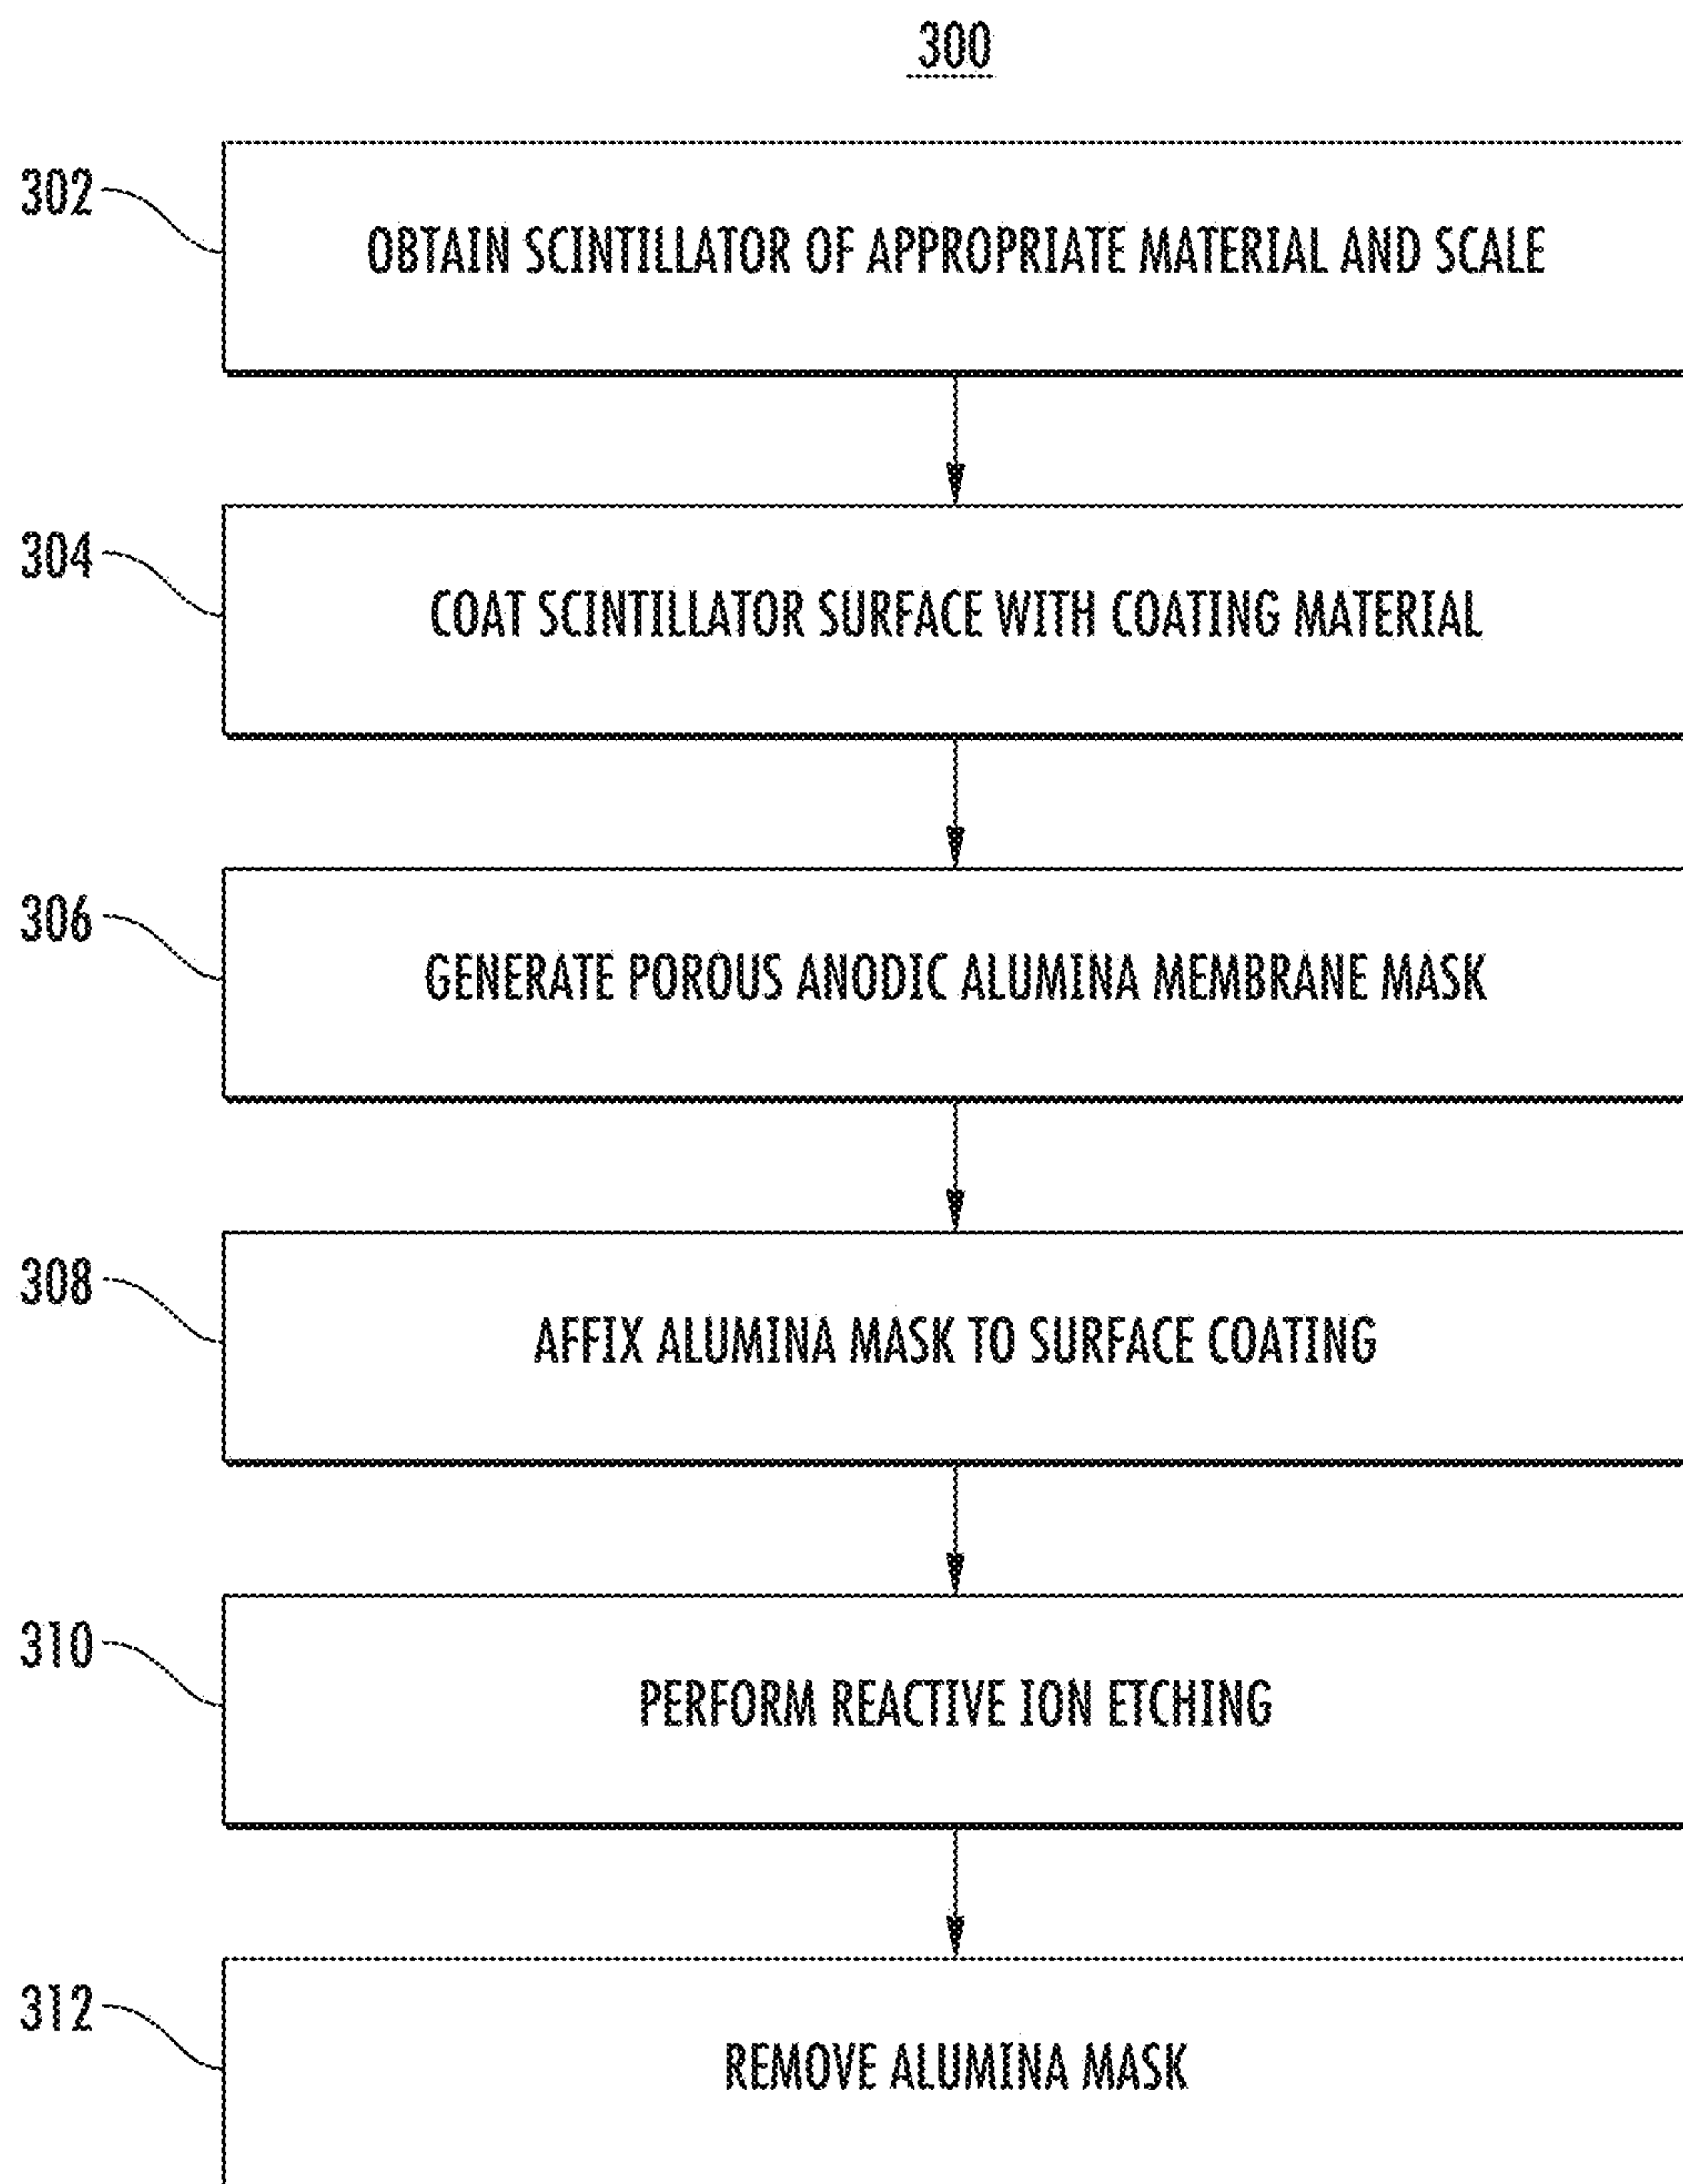 300
302
OBTAIN SCINTILLATOR OF APPROPRIATE MATERIAL AND SCALE
304
COAT SCINTILLATOR SURFACE WITH COATING MATERIAL
306
GENERATE POROUS ANODIC ALUMINA MEMBRANE MASK
308
AFFIX ALUMINA MASK TO SURFACE COATING
310
PERFORM REACTIVE ION ETCHING
312
REMOVE ALUMINA MASK